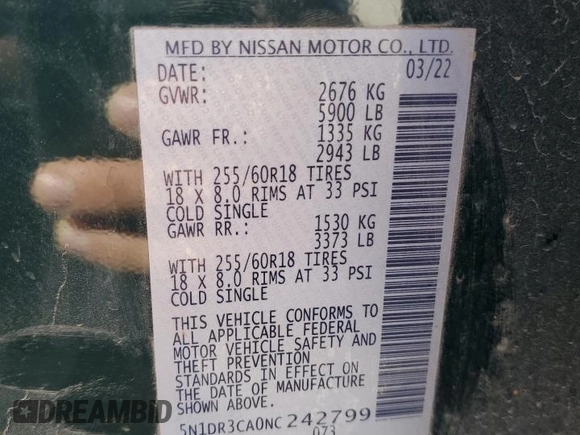 MFD BY NISSAN MOTOR CO., LTD.
DATE: 03/22
GVWR: 2676 KG
5900 LB
GAWR FR.: 1335 KG
2943 LB
WITH 255/60R18 TIRES
18 X 8.0 RIMS AT 33 PSI
COLD SINGLE
GAWR RR.: 1530 KG
3373 LB
WITH 255/60R18 TIRES
18 X 8.0 RIMS AT 33 PSI
COLD SINGLE
THIS VEHICLE CONFORMS TO
ALL APPLICABLE FEDERAL
MOTOR VEHICLE SAFETY AND
THEFT PREVENTION
STANDARDS IN EFFECT ON
THE DATE OF MANUFACTURE
SHOWN ABOVE.
5N1DR3CA0NC242799
073
DREAMBID